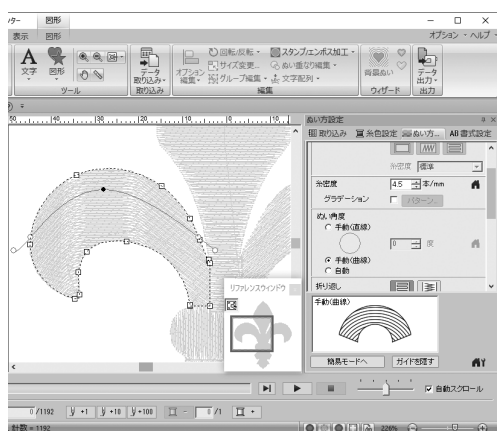 ター 図形
表示 図形 オプション・ヘルプ・
文字 図形 データ取り込み・ オプション編集・ 回転/反転・ サイズ変更... グループ編集・ スタンプ/エンボス加工・ ぬい重なり編集・ 文字配列・ 背景ぬい データ出力・
ツール 取り込み 編集 ウィザード 出力
ぬい方設定
取り込み 糸色設定 ぬい方... AB 書式設定
糸密度 標準
糸密度 4.5 本/mm
グラデーション パターン...
ぬい角度
手動(直線)
0 度
手動(曲線)
自動
折り返し
リファレンスウィンドウ
手動(曲線)
簡易モードへ ガイドを隠す
自動スクロール
0 /1192 +1 +10 +100 - 0 /1 +
計数 = 1192 226%